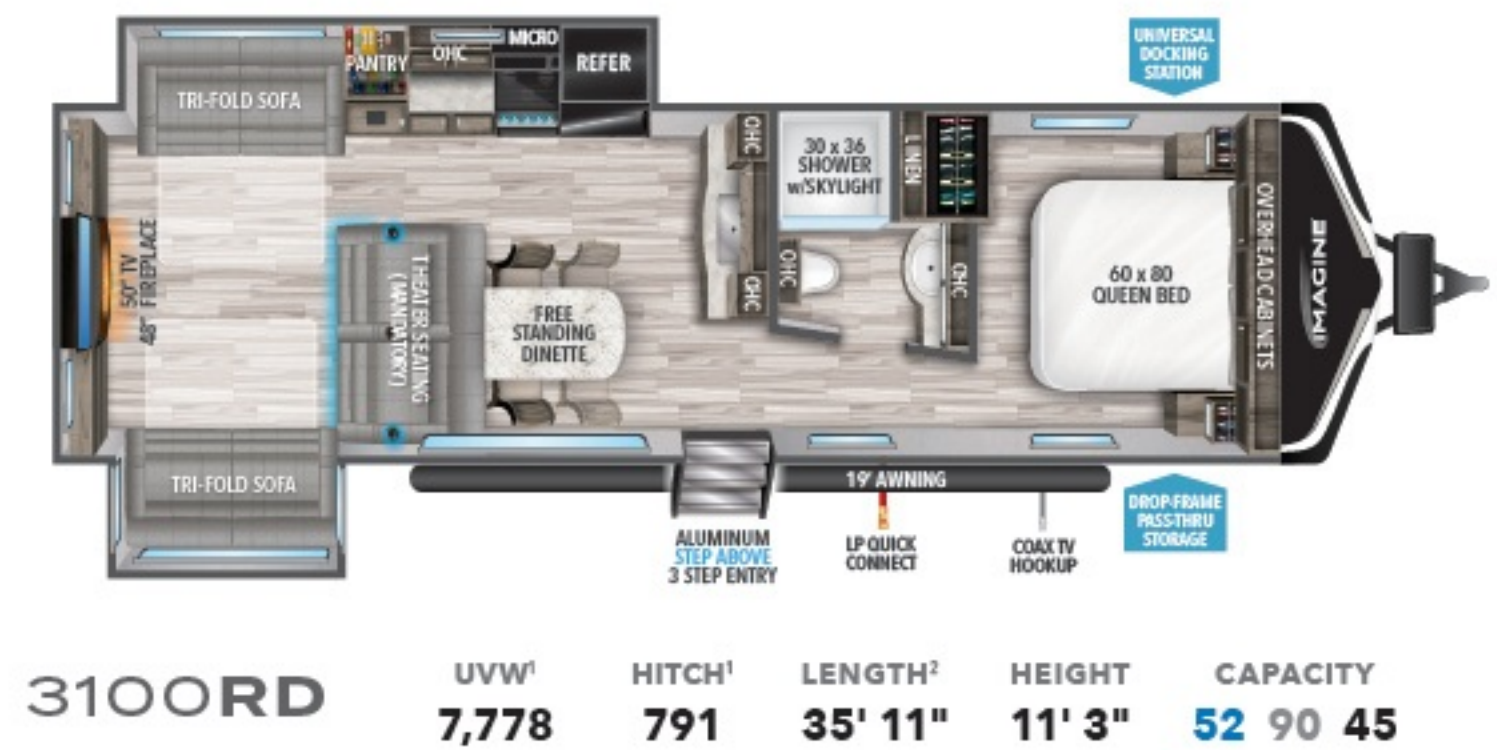 UNIVERSAL
DOCKING
STATION
MICRO
OHC
PANTRY
REFER
TRI-FOLD SOFA
OHC
30 x 36
SHOWER
w/SKYLIGHT
LINEN
50" TV
48" FIREPLACE
THEATER SEATING
(MANDATORY)
FREE
STANDING
DINETTE
OHC
OHC
OHC
60 x 80
QUEEN BED
OVERHEAD CABINETS
IMAGINE
TRI-FOLD SOFA
19' AWNING
ALUMINUM
STEP ABOVE
3 STEP ENTRY
LP QUICK
CONNECT
COAX TV
HOOKUP
DROP-FRAME
PASS-THRU
STORAGE
3100RD
UVW1 HITCH1 LENGTH2 HEIGHT CAPACITY
7,778 791 35' 11" 11' 3" 52 90 45